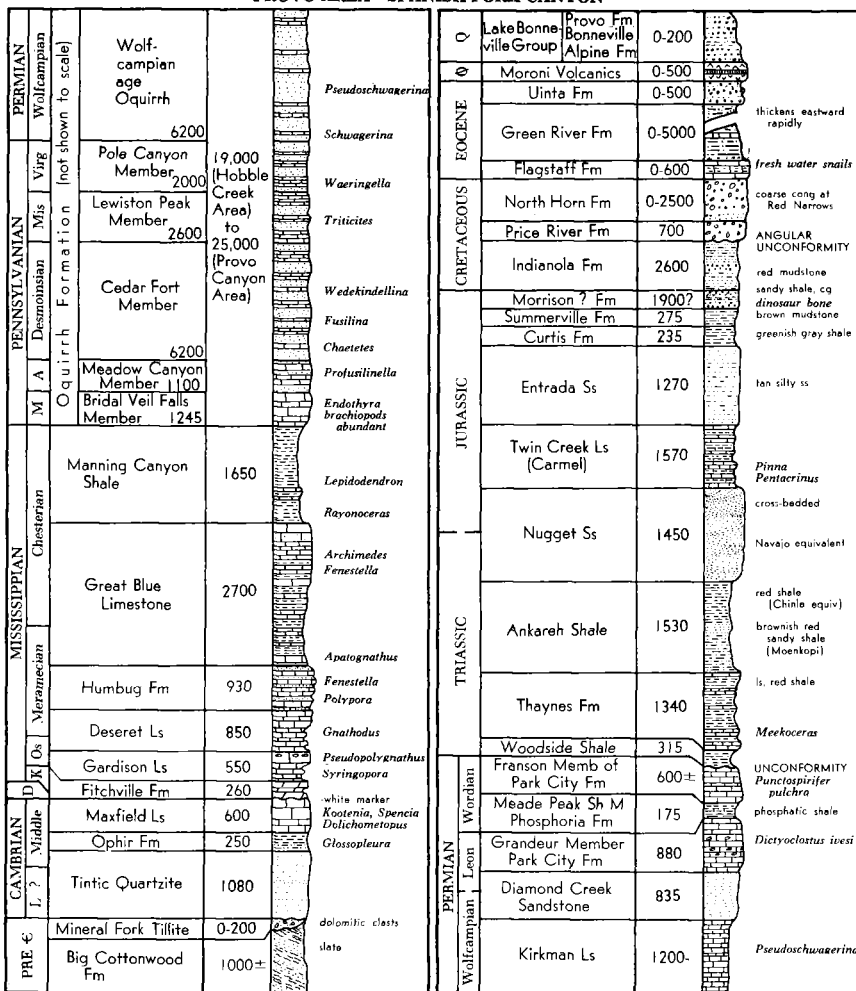 PERMIAN
Wolfcampian
Wolf-
campian
age
Oquirrh
6200
Oquirrh Formation (not shown to scale)
Pseudoschwagerina
Schwagerina
PENNSYLVANIAN
Virg
Pole Canyon
Member
2000
19,000
(Hobble
Creek
Area)
to
25,000
(Provo
Canyon
Area)
Waeringella
Mis
Lewiston Peak
Member
2600
Triticites
Desmoinsian
Cedar Fort
Member
6200
Wedekindellina
Fusilina
Chaetetes
A
Meadow Canyon
Member 1100
Profusilinella
M
Bridal Veil Falls
Member 1245
Endothyra
brachiopods
abundant
MISSISSIPPIAN
Chesterian
Manning Canyon
Shale
1650
Lepidodendron
Rayonoceras
Great Blue
Limestone
2700
Archimedes
Fenestella
Apatognathus
Meramecian
Humbug Fm
930
Fenestella
Polypora
Deseret Ls
850
Gnathodus
Os
Pseudopolygnathus
K
Gardison Ls
550
Syringopora
D
Fitchville Fm
260
white marker
CAMBRIAN
Middle
Maxfield Ls
600
Kootenia, Spencia
Dolichometopus
Ophir Fm
250
Glossopleura
L ?
Tintic Quartzite
1080
PRE Є
Mineral Fork Tillite
0-200
dolomitic clasts
Big Cottonwood
Fm
1000±
slate
Q
Lake Bonne-
ville Group
Provo Fm
Bonneville
Alpine Fm
0-200
Moroni Volcanics
0-500
EOCENE
Uinta Fm
0-500
Green River Fm
0-5000
thickens eastward
rapidly
Flagstaff Fm
0-600
fresh water snails
CRETACEOUS
North Horn Fm
0-2500
coarse cong at
Red Narrows
Price River Fm
700
ANGULAR
UNCONFORMITY
Indianola Fm
2600
red mudstone
sandy shale, cg
JURASSIC
Morrison ? Fm
1900?
dinosaur bone
Summerville Fm
275
brown mudstone
Curtis Fm
235
greenish gray shale
Entrada Ss
1270
tan silty ss
Twin Creek Ls
(Carmel)
1570
Pinna
Pentacrinus
Nugget Ss
1450
cross-bedded
Navajo equivalent
TRIASSIC
Ankareh Shale
1530
red shale
(Chinle equiv)
brownish red
sandy shale
(Moenkopi)
Thaynes Fm
1340
ls, red shale
Meekoceras
Woodside Shale
315
PERMIAN
Wordian
Franson Memb of
Park City Fm
600±
UNCONFORMITY
Punctospirifer
pulchra
Meade Peak Sh M
Phosphoria Fm
175
phosphatic shale
Leon
Grandeur Member
Park City Fm
880
Dictyoclostus ivesi
Wolfcampian
Diamond Creek
Sandstone
835
Kirkman Ls
1200-
Pseudoschwagerina